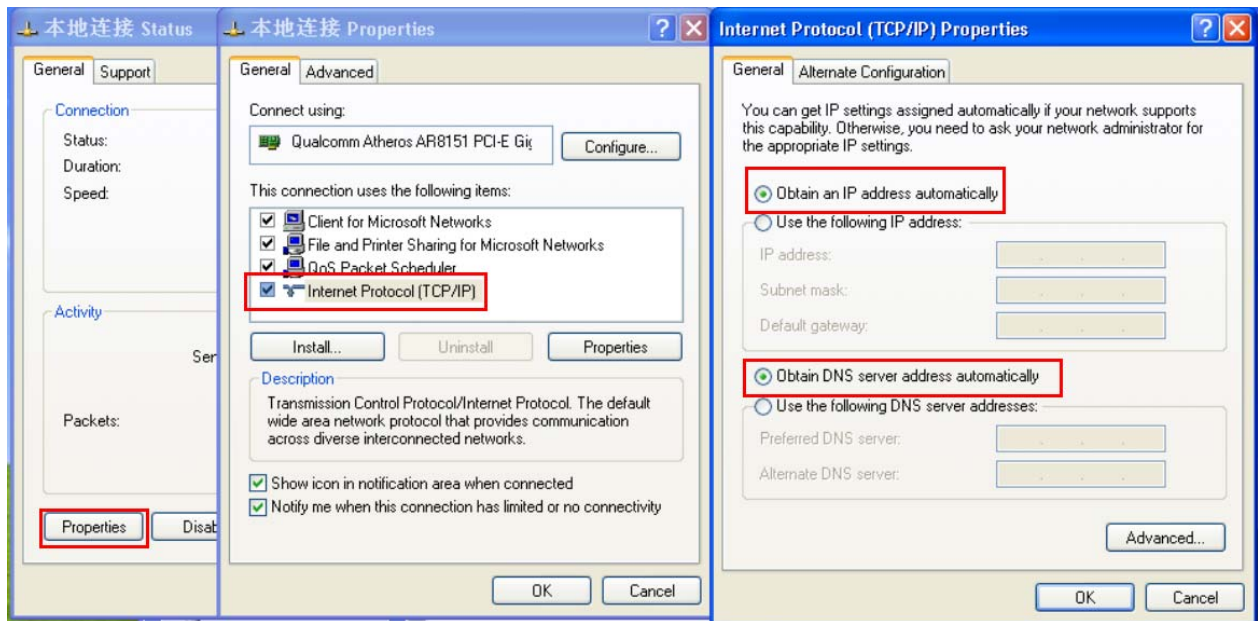 本地连接 Status
General Support
Connection
Status:
Duration:
Speed:
Activity
Packets:
Properties
本地连接 Properties
General Advanced
Connect using:
Qualcomm Atheros AR8151 PCI-E
Configure...
This connection uses the following items:
Client for Microsoft Networks
File and Printer Sharing for Microsoft Networks
QoS Packet Scheduler
Internet Protocol (TCP/IP)
Install... Uninstall Properties
Description
Transmission Control Protocol/Internet Protocol. The default
wide area network protocol that provides communication
across diverse interconnected networks.
Show icon in notification area when connected
Notify me when this connection has limited or no connectivity
OK Cancel
Internet Protocol (TCP/IP) Properties
General Alternate Configuration
You can get IP settings assigned automatically if your network supports
this capability. Otherwise, you need to ask your network administrator for
the appropriate IP settings.
Obtain an IP address automatically
Use the following IP address:
IP address:
Subnet mask:
Default gateway:
Obtain DNS server address automatically
Use the following DNS server addresses:
Preferred DNS server:
Alternate DNS server:
Advanced...
OK Cancel